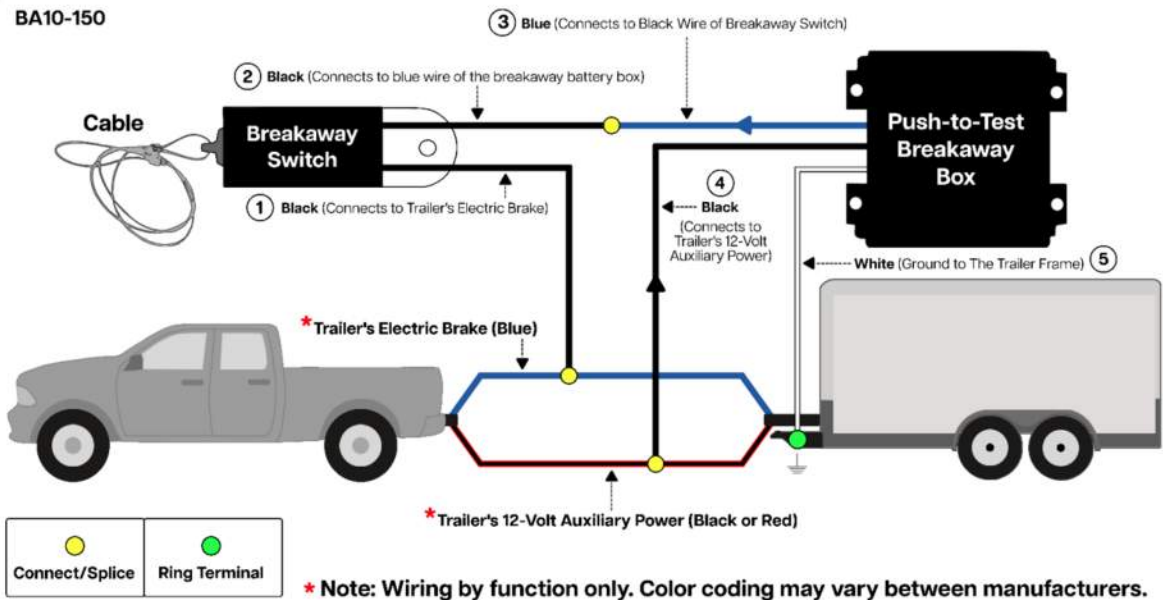 BA10-150
3 Blue (Connects to Black Wire of Breakaway Switch)
2 Black (Connects to blue wire of the breakaway battery box)
Cable
Breakaway
Switch
Push-to-Test
Breakaway
Box
1 Black (Connects to Trailer's Electric Brake)
4
Black
(Connects to
Trailer's 12-Volt
Auxiliary Power)
White (Ground to The Trailer Frame) 5
* Trailer's Electric Brake (Blue)
* Trailer's 12-Volt Auxiliary Power (Black or Red)
Connect/Splice
Ring Terminal
* Note: Wiring by function only. Color coding may vary between manufacturers.